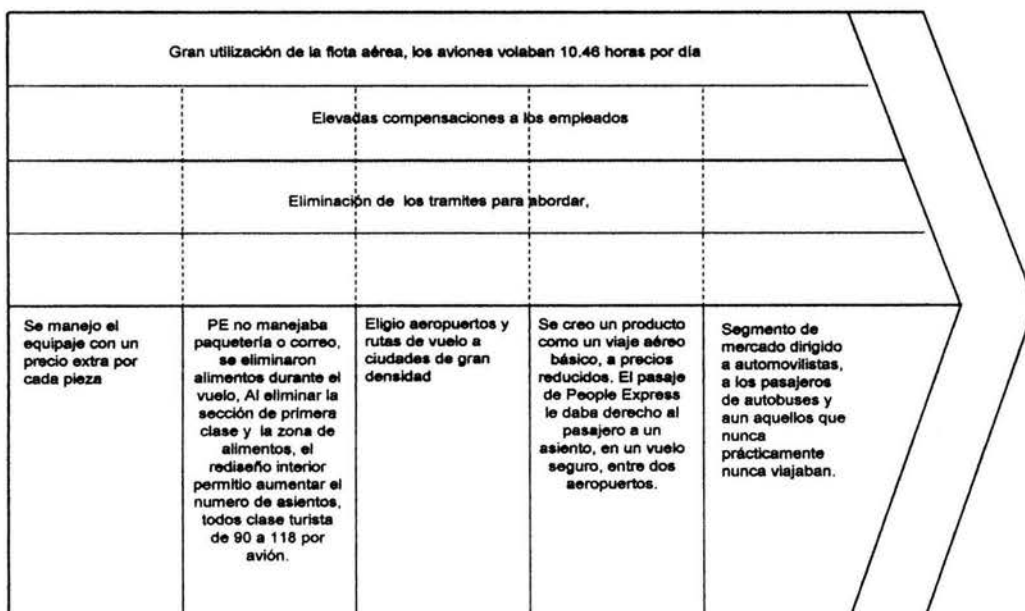 Gran utilización de la flota aérea, los aviones volaban 10.46 horas por día
Elevadas compensaciones a los empleados
Eliminación de los tramites para abordar,
Se manejo el
equipaje con un
precio extra por
cada pieza
PE no manejaba
paquetería o correo,
se eliminaron
alimentos durante el
vuelo, Al eliminar la
sección de primera
clase y la zona de
alimentos, el
rediseño interior
permitio aumentar el
numero de asientos,
todos clase turista
de 90 a 118 por
avión.
Eligio aeropuertos y
rutas de vuelo a
ciudades de gran
densidad
Se creo un producto
como un viaje aéreo
básico, a precios
reducidos. El pasaje
de People Express
le daba derecho al
pasajero a un
asiento, en un vuelo
seguro, entre dos
aeropuertos.
Segmento de
mercado dirigido
a automovilistas,
a los pasajeros
de autobuses y
aun aquellos que
nunca
prácticamente
nunca viajaban.